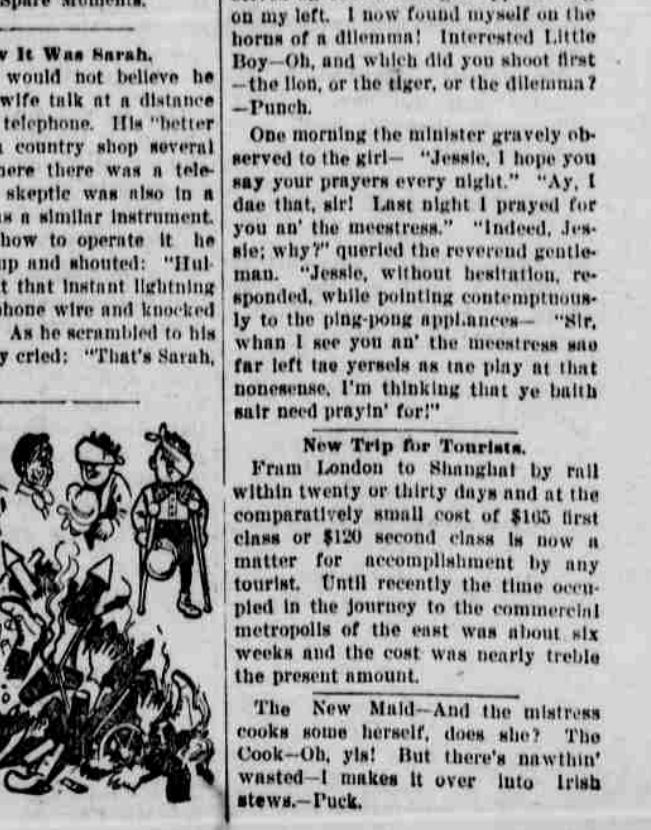 Spare Moments.
It Was Sarah.
would not believe he
wife talk at a distance
telephone. His "better
country shop several
there was a tele-
skeptic was also in a
a similar instrument.
how to operate it he
up and shouted: "Hul-
that instant lightning
phone wire and knocked
As he scrambled to his
cried: "That's Sarah,
on my left. I now found myself on the
horns of a dilemma! Interested Little
Boy—Oh, and which did you shoot first
—the lion, or the tiger, or the dilemma?
—Punch.
One morning the minister gravely ob-
served to the girl— "Jessie, I hope you
say your prayers every night." "Ay, I
dae that, sir! Last night I prayed for
you an' the meestress." "Indeed, Jes-
sie; why?" queried the reverend gentle-
man. "Jessie, without hesitation, re-
sponded, while pointing contemptuous-
ly to the ping-pong appliances— "Sir,
whan I see you an' the meestress sae
far left tae yersels as tae play at that
nonesense, I'm thinking that ye baith
sair need prayin' for!"
New Trip for Tourists.
Fram London to Shanghai by rail
within twenty or thirty days and at the
comparatively small cost of $165 first
class or $120 second class is now a
matter for accomplishment by any
tourist. Until recently the time occu-
pied in the journey to the commercial
metropolis of the east was about six
weeks and the cost was nearly treble
the present amount.
The New Maid—And the mistress
cooks some herself, does she? The
Cook—Oh, yis! But there's nawthin'
wasted—I makes it over into Irish
stews.—Puck.